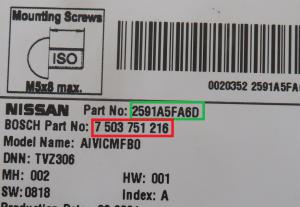 Mounting Screws
ISO
M5x8 max.
0020352 2591A5FA
NISSAN Part No: 2591A5FA6D
BOSCH Part No: 7 503 751 216
Model Name: AIVICMFB0
DNN: TVZ306
MH: 002 HW: 001
SW:0818 Index: A